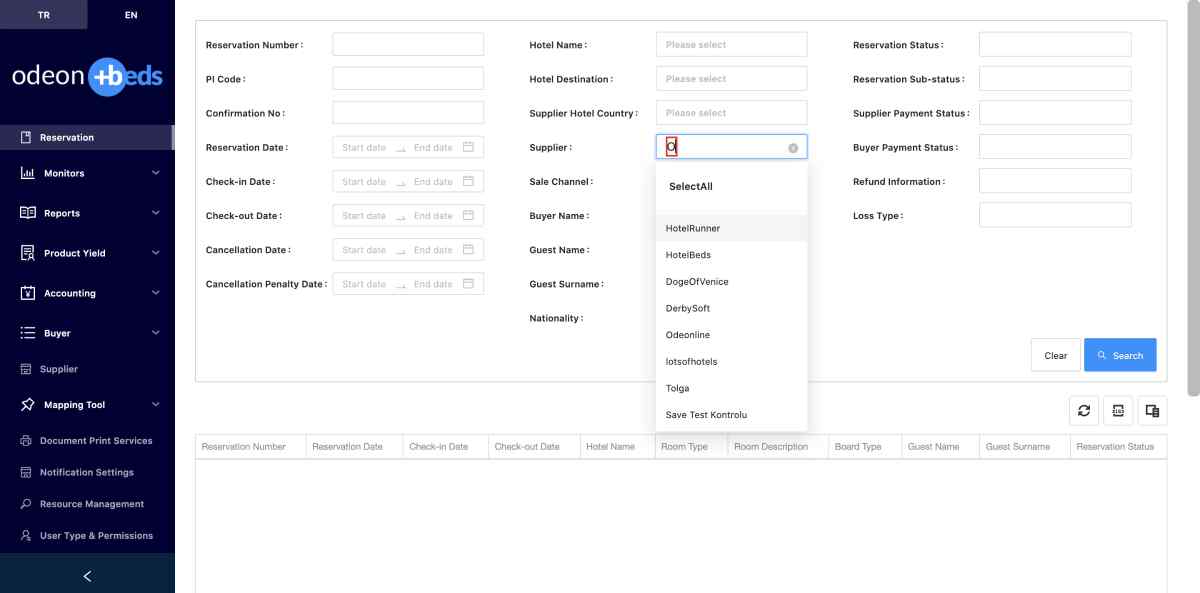 TR
EN
odeon +beds
Reservation
Monitors
Reports
Product Yield
Accounting
Buyer
Supplier
Mapping Tool
Document Print Services
Notification Settings
Resource Management
User Type & Permissions
Reservation Number :
PI Code :
Confirmation No :
Reservation Date : Start date End date
Check-in Date : Start date End date
Check-out Date : Start date End date
Cancellation Date : Start date End date
Cancellation Penalty Date : Start date End date
Hotel Name : Please select
Hotel Destination : Please select
Supplier Hotel Country : Please select
Supplier : O
Sale Channel :
Buyer Name :
Guest Name :
Guest Surname :
Nationality :
SelectAll
HotelRunner
HotelBeds
DogeOfVenice
DerbySoft
Odeonline
lotsofhotels
Tolga
Save Test Kontrolu
Reservation Status :
Reservation Sub-status :
Supplier Payment Status :
Buyer Payment Status :
Refund Information :
Loss Type :
Clear
Search
Reservation Number Reservation Date Check-in Date Check-out Date Hotel Name Room Type Room Description Board Type Guest Name Guest Surname Reservation Status